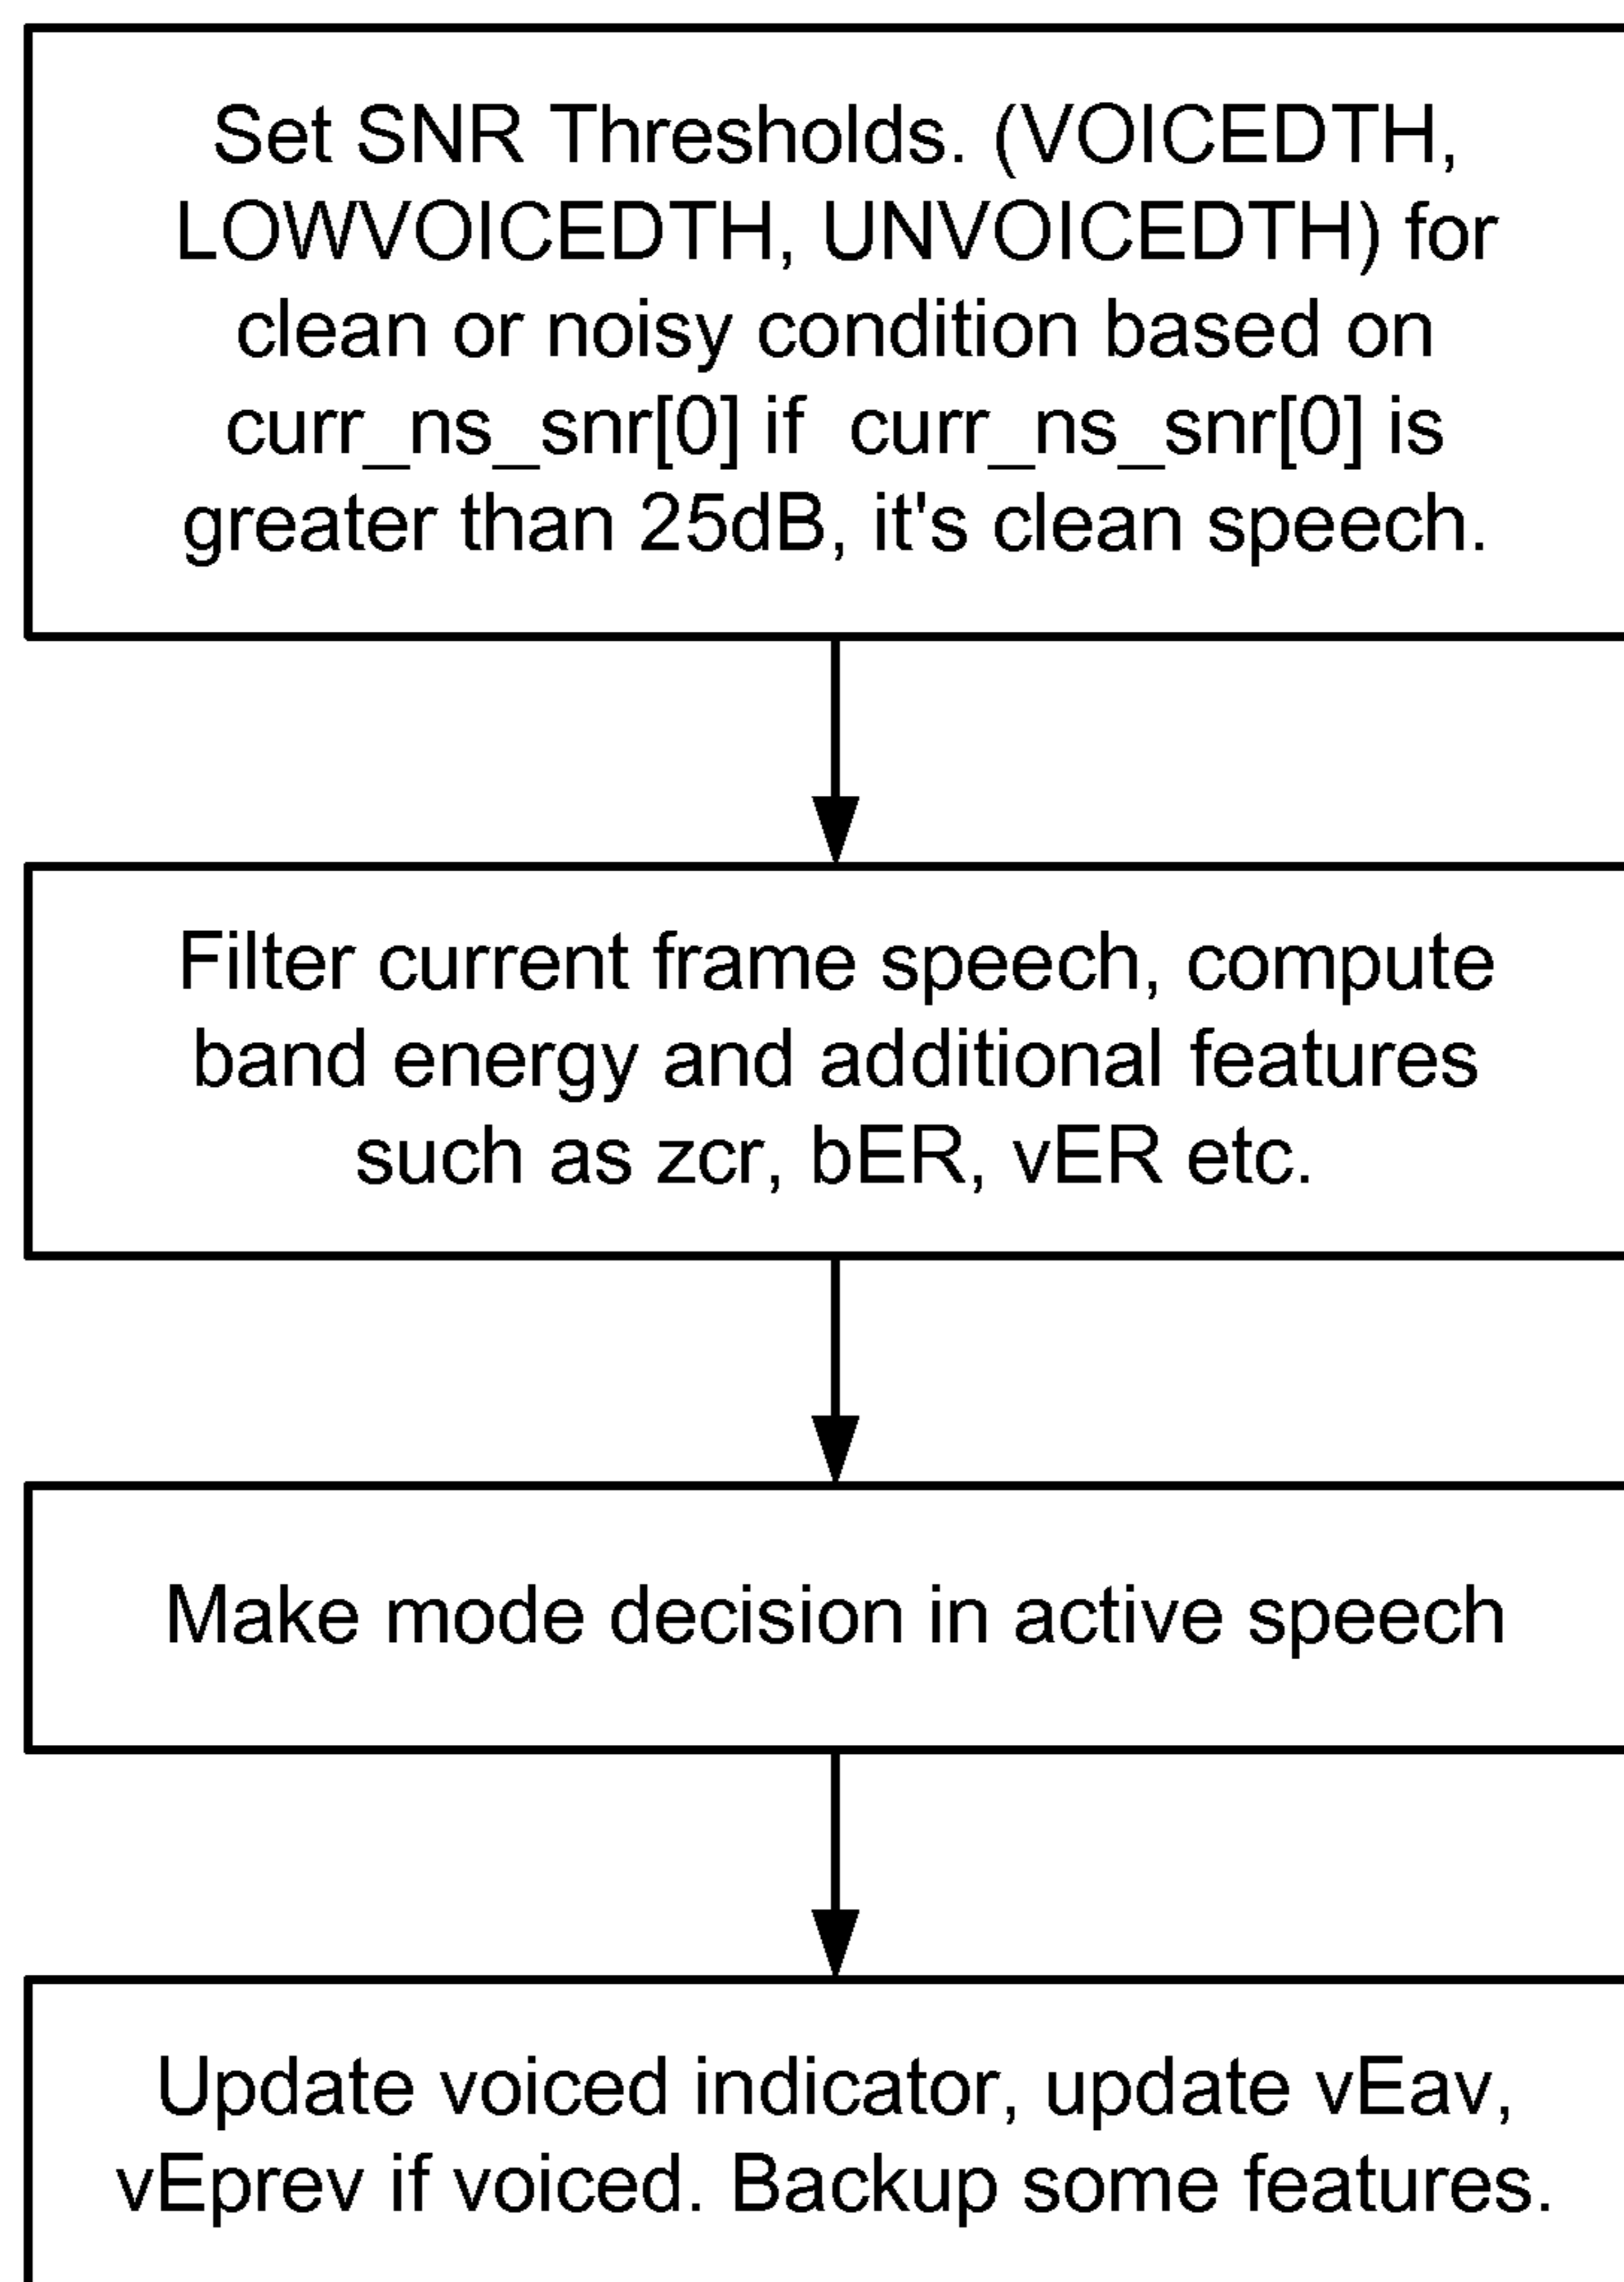 Set SNR Thresholds. (VOICEDTH,
LOWVOICEDTH, UNVOICEDTH) for
clean or noisy condition based on
curr_ns_snr[0] if curr_ns_snr[0] is
greater than 25dB, it's clean speech.
Filter current frame speech, compute
band energy and additional features
such as zcr, bER, vER etc.
Make mode decision in active speech
Update voiced indicator, update vEav,
vEprev if voiced. Backup some features.